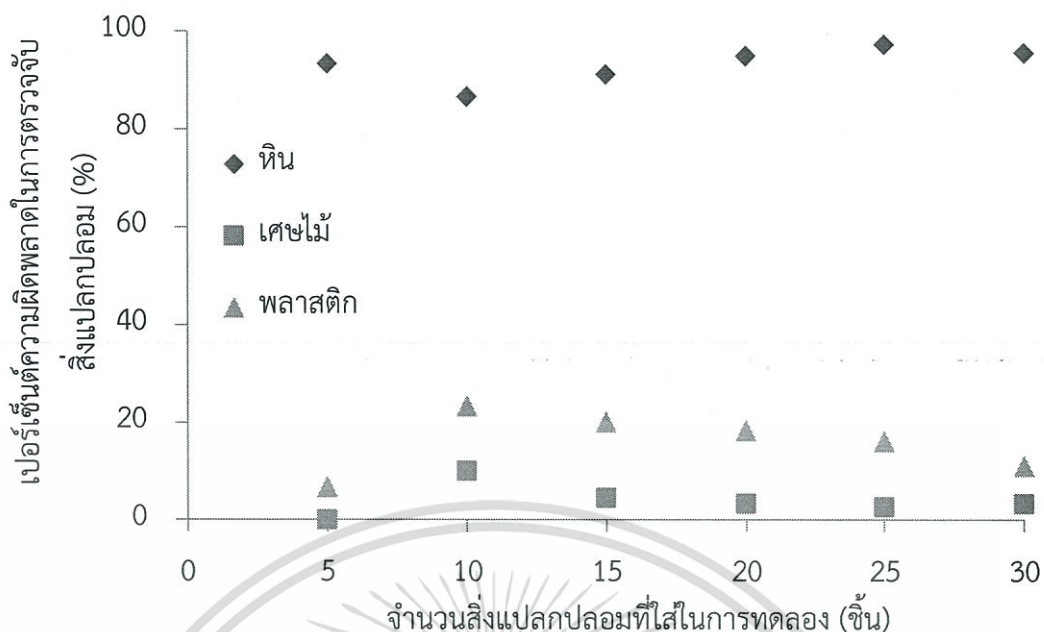 เปอร์เซ็นต์ความผิดพลาดในการตรวจจับ
สิ่งแปลกปลอม (%)
100
80
60
40
20
0
หิน
เศษไม้
พลาสติก
0 5 10 15 20 25 30
จำนวนสิ่งแปลกปลอมที่ใส่ในการทดลอง (ชิ้น)